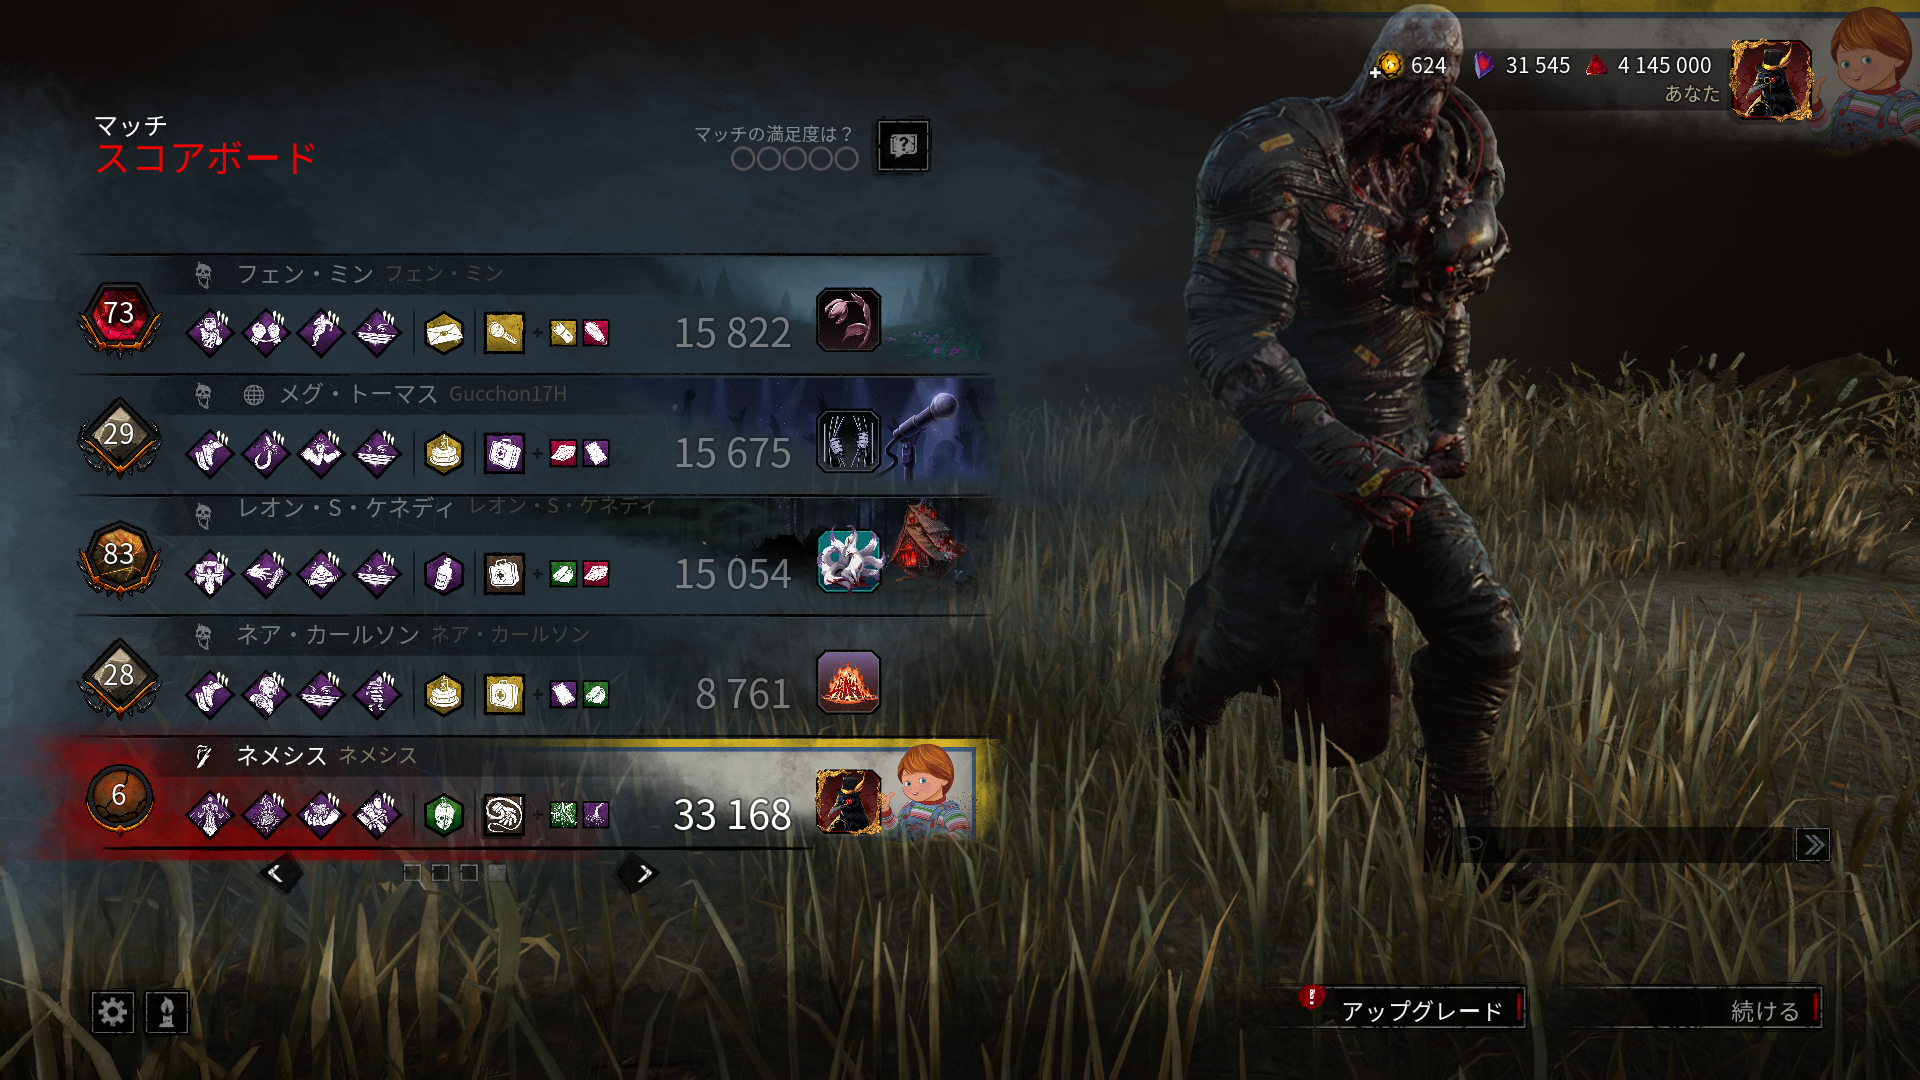 624 31 545 4 145 000
あなた
マッチ
スコアボード
マッチの満足度は？
73 フェン・ミン フェン・ミン
15 822
29 メグ・トーマス Gucchon17H
15 675
83 レオン・S・ケネディ レオン・S・ケネディ
15 054
28 ネア・カールソン ネア・カールソン
8 761
6 ネメシス ネメシス
33 168
アップグレード
続ける